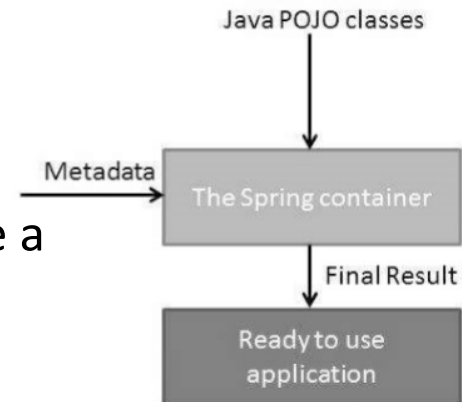 Java POJO classes
Metadata
The Spring container
e a
Final Result
Ready to use
application